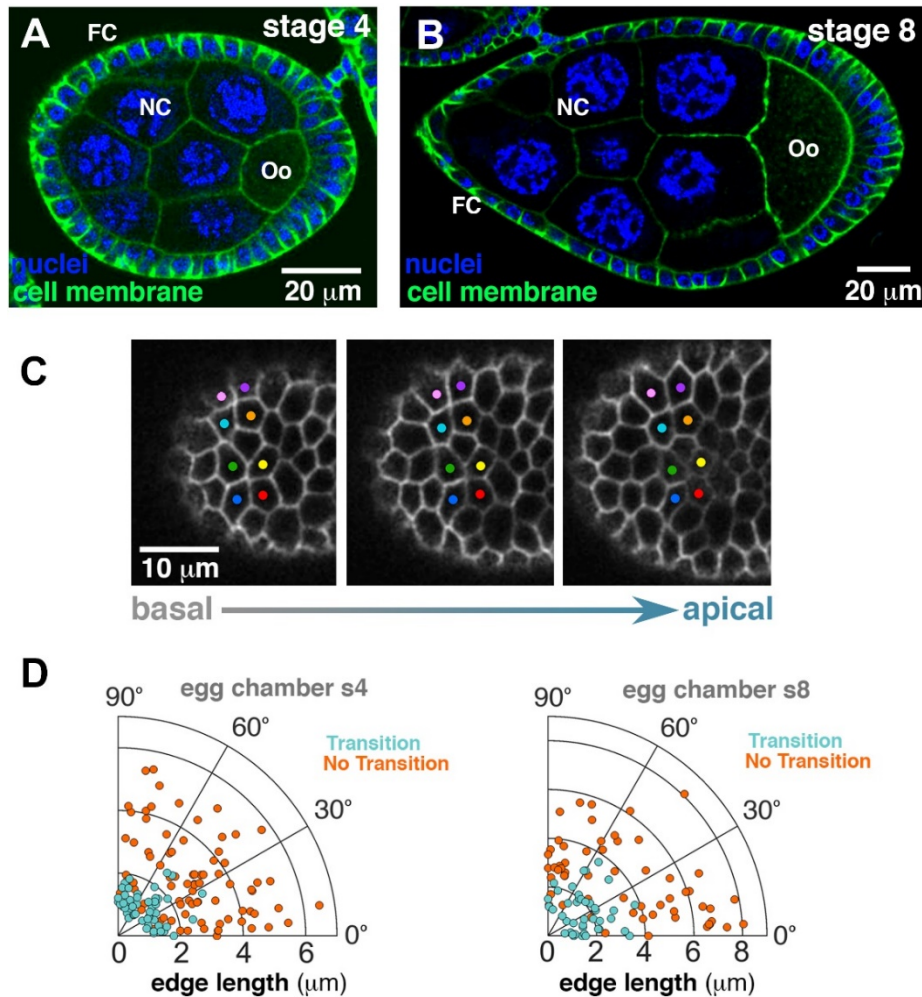 A
FC
stage 4
NC
Oo
nuclei
cell membrane
20 μm
B
stage 8
NC
Oo
FC
nuclei
cell membrane
20 μm
C
10 μm
basal
apical
D
egg chamber s4
90°
60°
Transition
No Transition
30°
0°
0 2 4 6
edge length (μm)
egg chamber s8
90°
60°
Transition
No Transition
30°
0°
0 2 4 6 8
edge length (μm)